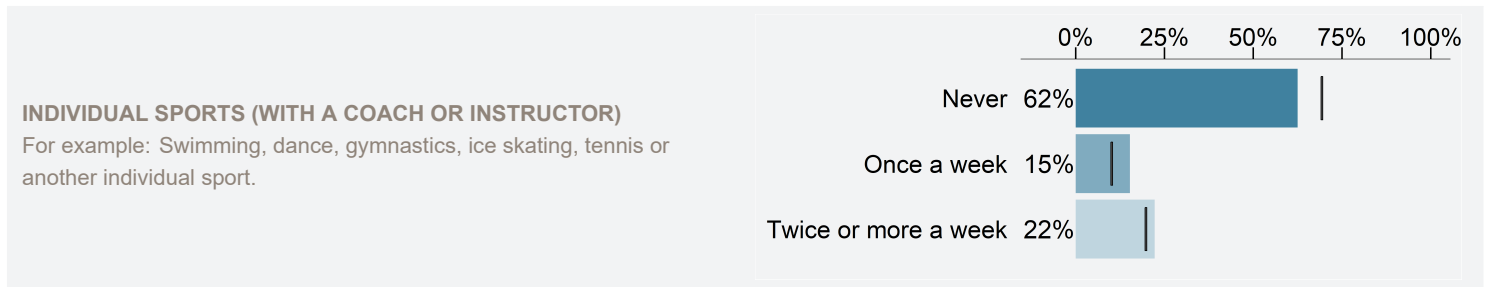 INDIVIDUAL SPORTS (WITH A COACH OR INSTRUCTOR)
For example: Swimming, dance, gymnastics, ice skating, tennis or
another individual sport.
0% 25% 50% 75% 100%
Never 62%
Once a week 15%
Twice or more a week 22%